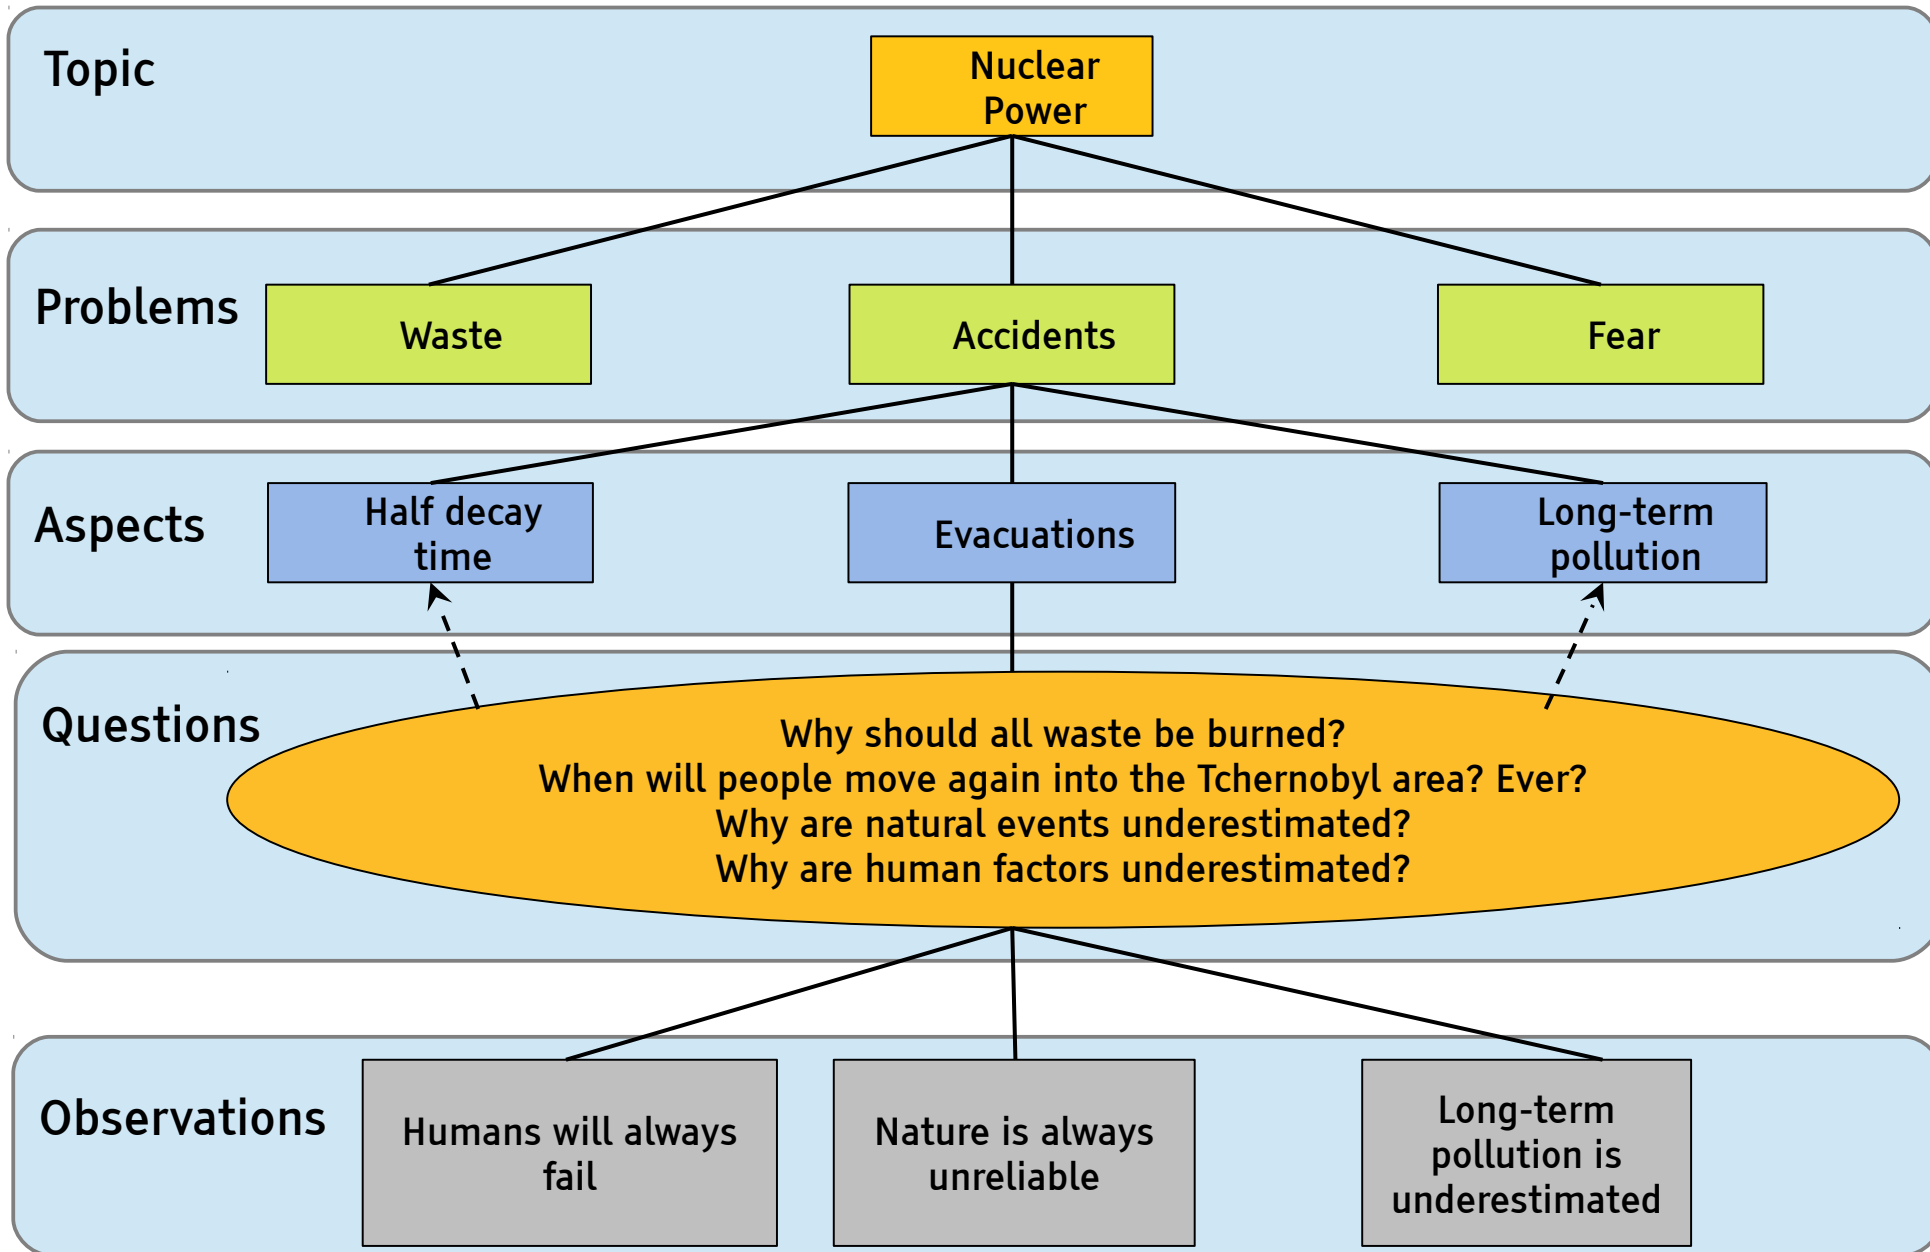 Topic
Nuclear
Power
Problems
Waste
Accidents
Fear
Aspects
Half decay
time
Evacuations
Long-term
pollution
Questions
Why should all waste be burned?
When will people move again into the Tchernobyl area? Ever?
Why are natural events underestimated?
Why are human factors underestimated?
Observations
Humans will always
fail
Nature is always
unreliable
Long-term
pollution is
underestimated